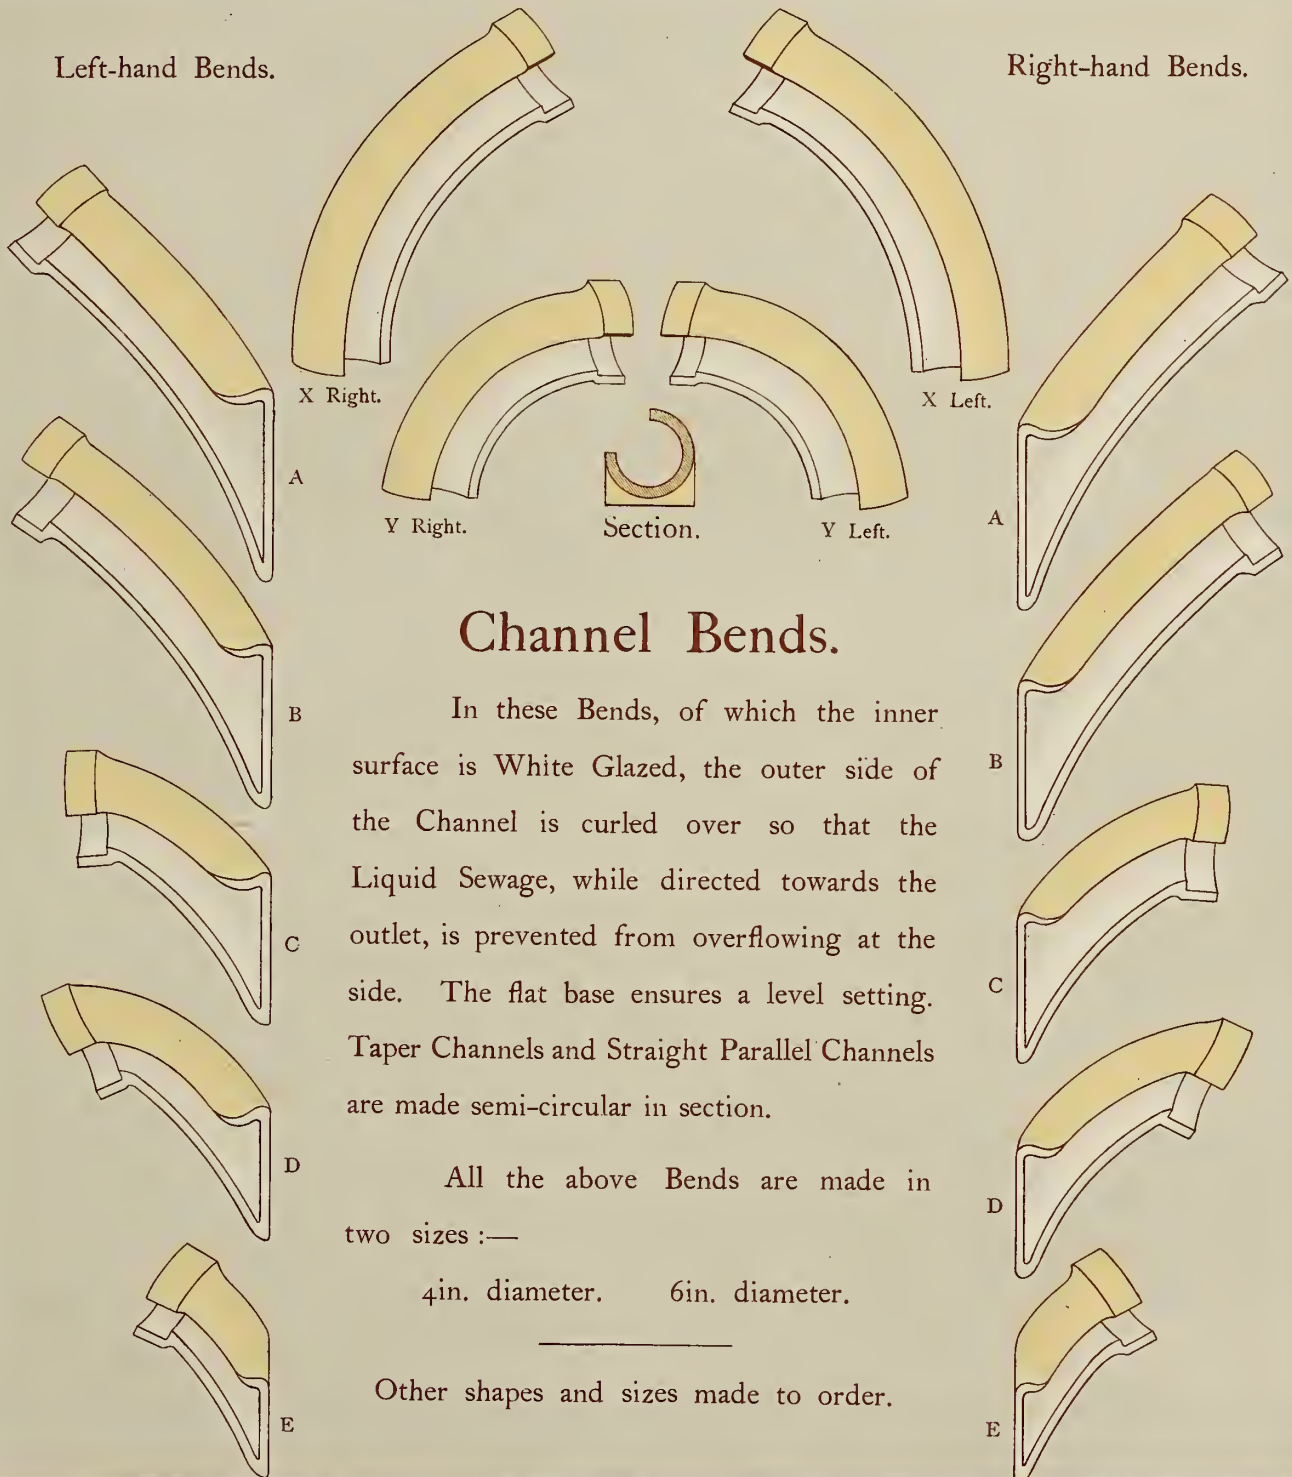 Left-hand Bends.
Right-hand Bends.
X Right.
X Left.
Y Right.
Section.
Y Left.
A
B
C
D
E
A
B
C
D
E
Channel Bends.
In these Bends, of which the inner
surface is White Glazed, the outer side of
the Channel is curled over so that the
Liquid Sewage, while directed towards the
outlet, is prevented from overflowing at the
side. The flat base ensures a level setting.
Taper Channels and Straight Parallel Channels
are made semi-circular in section.
All the above Bends are made in
two sizes :—
4in. diameter. 6in. diameter.
Other shapes and sizes made to order.